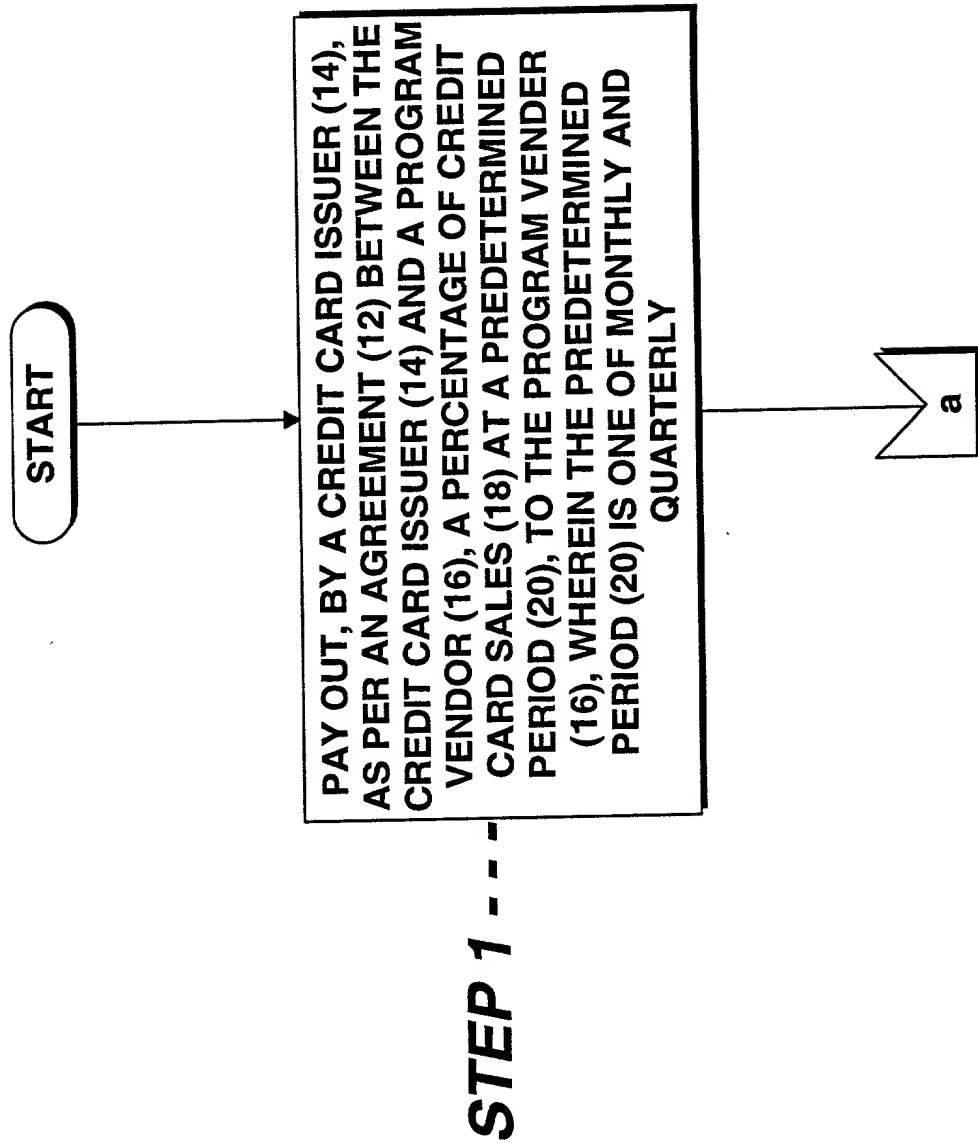 START
PAY OUT, BY A CREDIT CARD ISSUER (14),
AS PER AN AGREEMENT (12) BETWEEN THE
CREDIT CARD ISSUER (14) AND A PROGRAM
VENDOR (16), A PERCENTAGE OF CREDIT
CARD SALES (18) AT A PREDETERMINED
PERIOD (20), TO THE PROGRAM VENDER
(16), WHEREIN THE PREDETERMINED
PERIOD (20) IS ONE OF MONTHLY AND
QUARTERLY
STEP 1 - - -
a